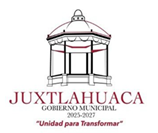 JUXTLAHUACA
GOBIERNO MUNICIPAL
2025-2027
"Unidad para Transformar"